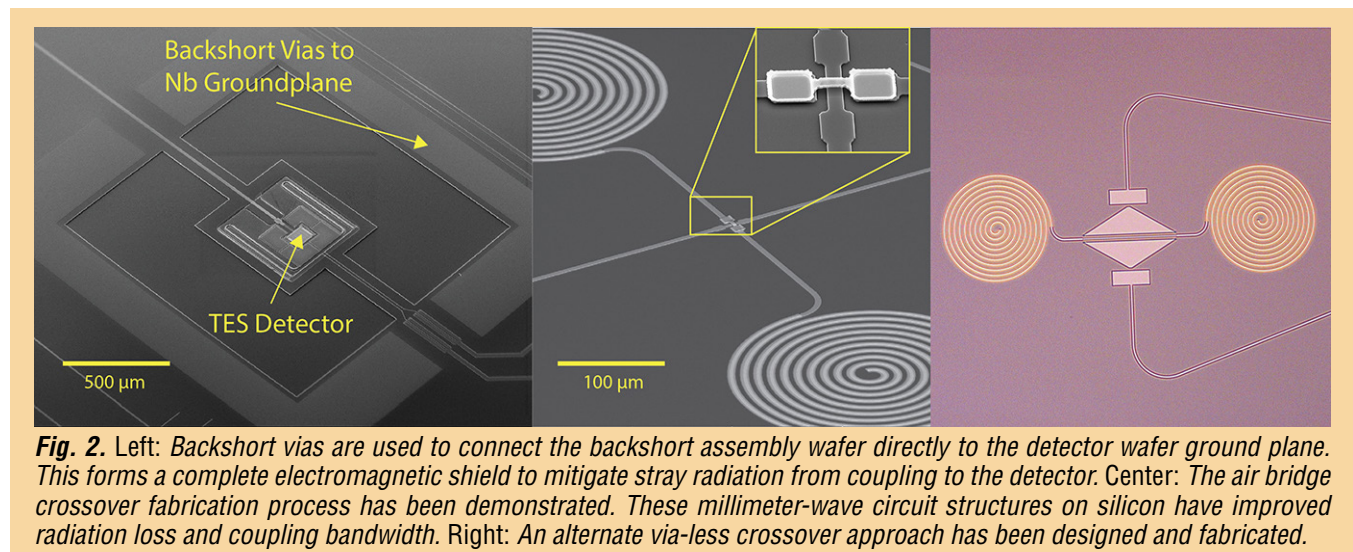 Backshort Vias to
Nb Groundplane
TES Detector
500 µm
100 µm
Fig. 2. Left: Backshort vias are used to connect the backshort assembly wafer directly to the detector wafer ground plane.
This forms a complete electromagnetic shield to mitigate stray radiation from coupling to the detector. Center: The air bridge
crossover fabrication process has been demonstrated. These millimeter-wave circuit structures on silicon have improved
radiation loss and coupling bandwidth. Right: An alternate via-less crossover approach has been designed and fabricated.